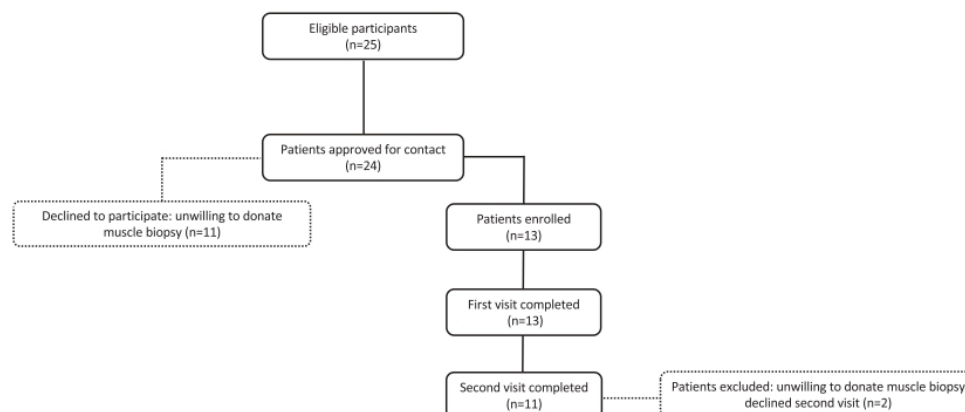 Eligible participants
(n=25)
Patients approved for contact
(n=24)
Declined to participate: unwilling to donate
muscle biopsy (n=11)
Patients enrolled
(n=13)
First visit completed
(n=13)
Second visit completed
(n=11)
Patients excluded: unwilling to donate muscle biopsy
declined second visit (n=2)